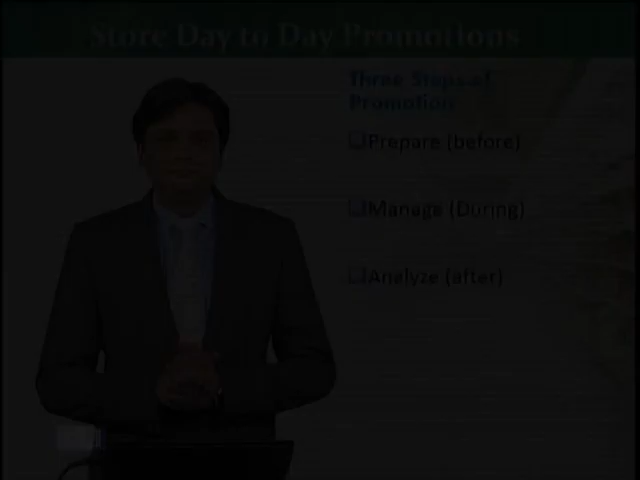 Store Day to Day Promotions
Three Steps of
Promotion
Prepare (before)
Manage (During)
Analyze (after)